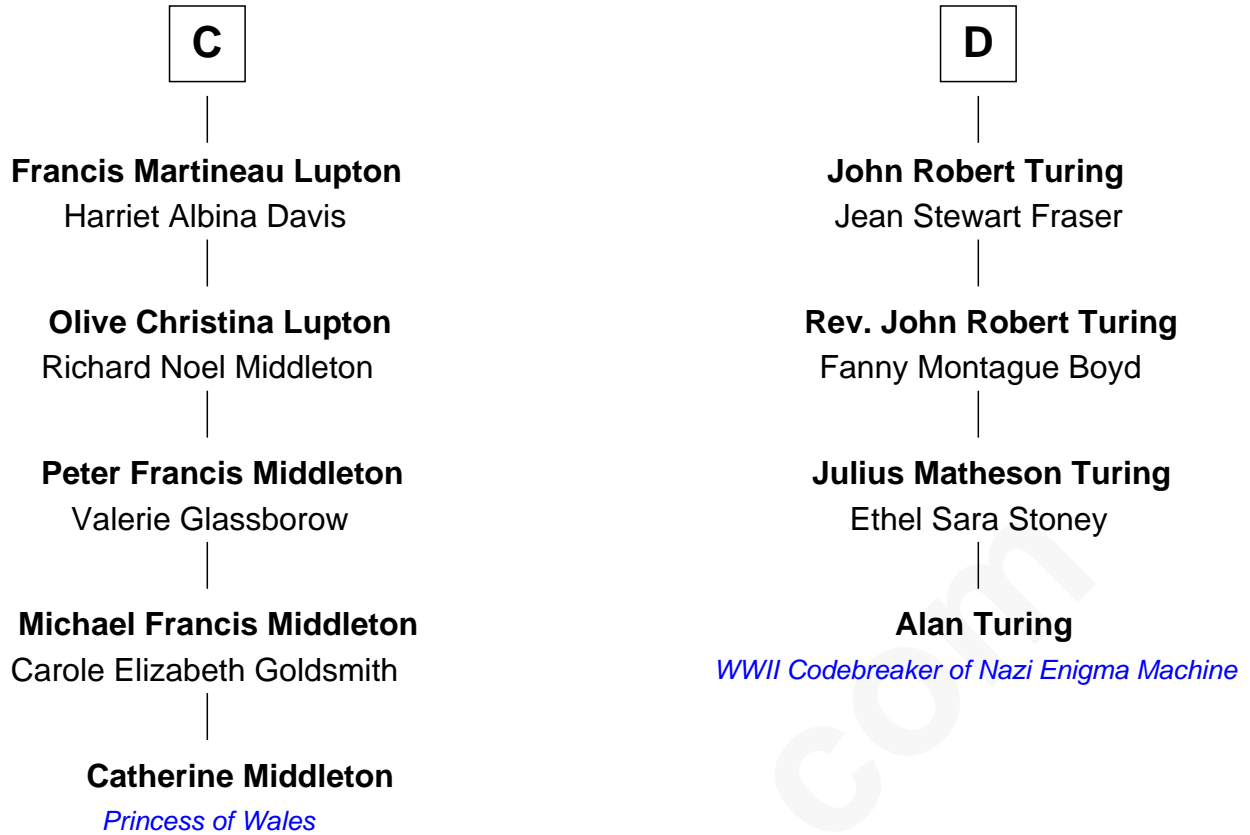 C
Francis Martineau Lupton
Harriet Albina Davis
Olive Christina Lupton
Richard Noel Middleton
Peter Francis Middleton
Valerie Glassborow
Michael Francis Middleton
Carole Elizabeth Goldsmith
Catherine Middleton
Princess of Wales
D
John Robert Turing
Jean Stewart Fraser
Rev. John Robert Turing
Fanny Montague Boyd
Julius Matheson Turing
Ethel Sara Stoney
Alan Turing
WWII Codebreaker of Nazi Enigma Machine
com